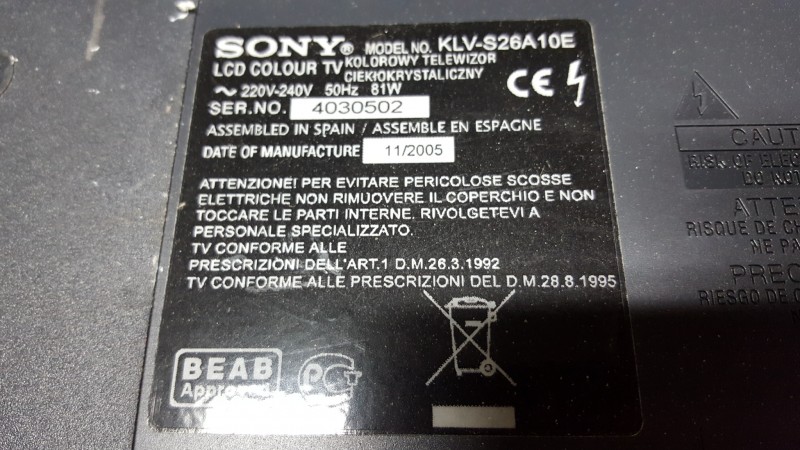 SONY® MODEL NO. KLV-S26A10E
LCD COLOUR TV KOLOROWY TELEWIZOR
CIEKŁOKRYSTALICZNY
~ 220V-240V 50Hz 81W
CE
SER.NO. 4030502
ASSEMBLED IN SPAIN / ASSEMBLE EN ESPAGNE
DATE OF MANUFACTURE 11/2005
ATTENZIONE! PER EVITARE PERICOLOSE SCOSSE
ELETTRICHE NON RIMUOVERE IL COPERCHIO E NON
TOCCARE LE PARTI INTERNE. RIVOLGETEVI A
PERSONALE SPECIALIZZATO.
TV CONFORME ALLE
PRESCRIZIONI DELL'ART.1 D.M.26.3.1992
TV CONFORME ALLE PRESCRIZIONI DEL D.M.28.8.1995
BEAB
Approved
PCT
CAUT
RISK OF ELEC
DO NOT
ATTE
RISQUE DE CH
NE PA
PREC
RIESGO DE